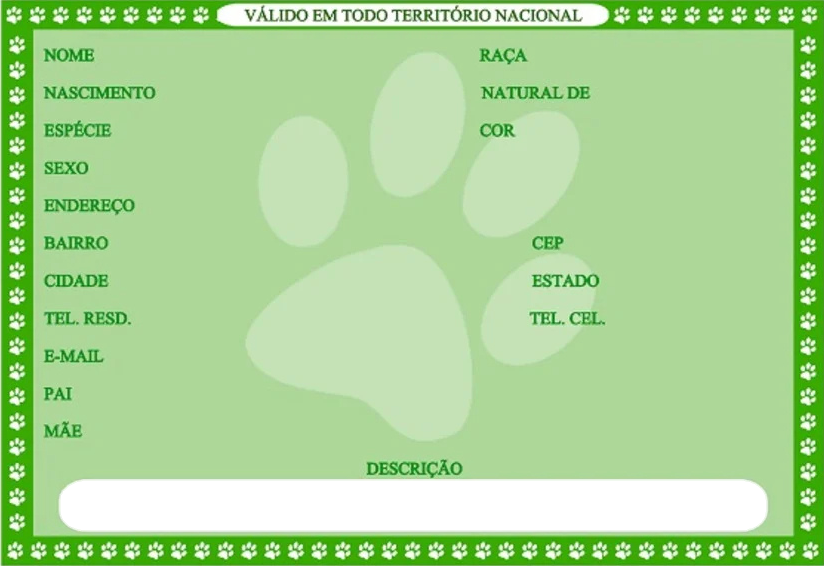 VÁLIDO EM TODO TERRITÓRIO NACIONAL
NOME RAÇA
NASCIMENTO NATURAL DE
ESPÉCIE COR
SEXO
ENDEREÇO
BAIRRO CEP
CIDADE ESTADO
TEL. RESD. TEL. CEL.
E-MAIL
PAI
MÃE
DESCRIÇÃO